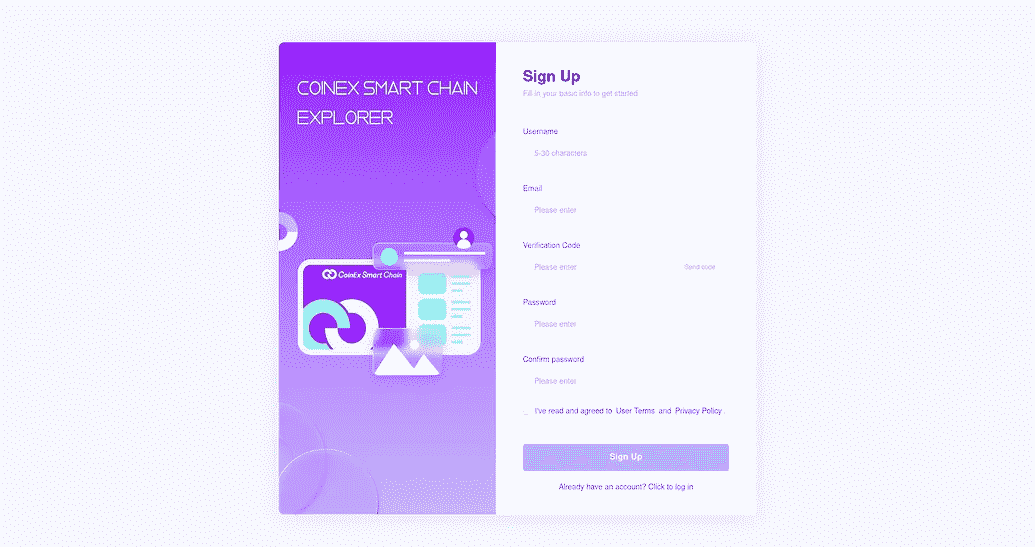 COINEX SMART CHAIN
EXPLORER
CoinEx Smart Chain
Sign Up
Fill in your basic info to get started
Username
5-30 characters
Email
Please enter
Verification Code
Please enter
Send code
Password
Please enter
Confirm password
Please enter
I've read and agreed to User Terms and Privacy Policy.
Sign Up
Already have an account? Click to log in